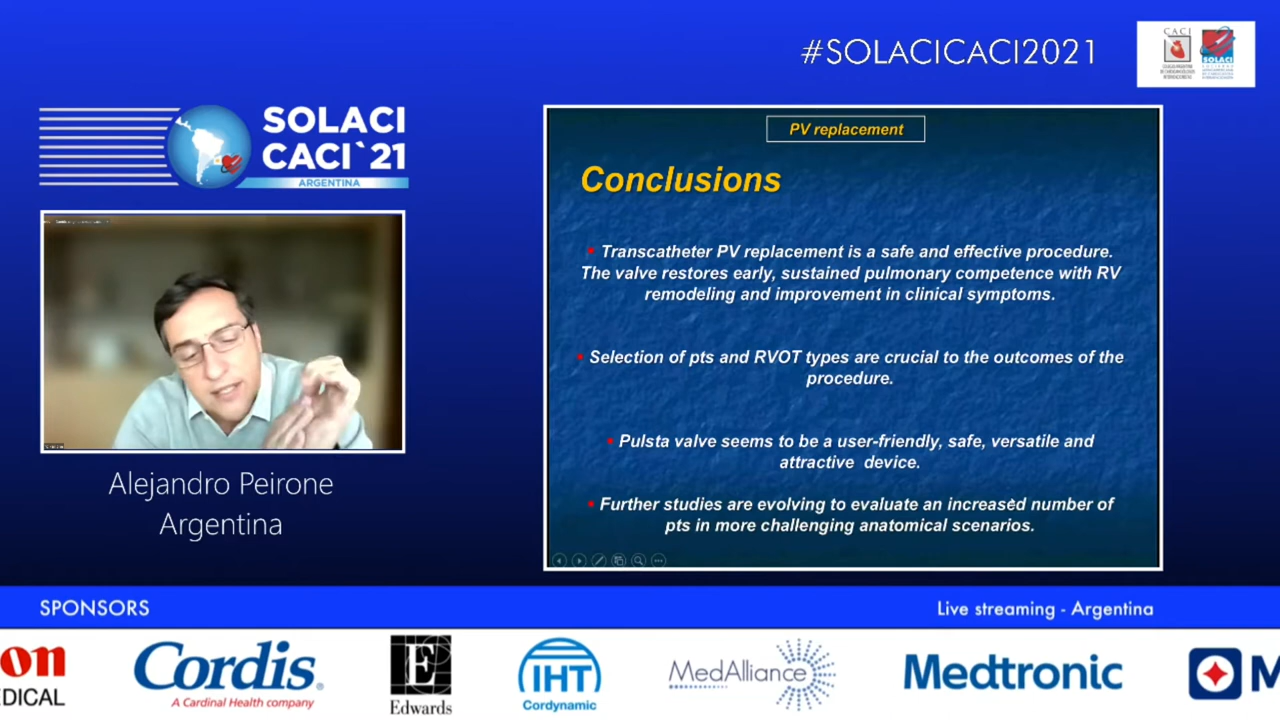 #SOLACICACI2021
CACI
SOLACI
SOLACI
CACI`21
ARGENTINA
PV replacement
Conclusions
Transcatheter PV replacement is a safe and effective procedure.
The valve restores early, sustained pulmonary competence with RV
remodeling and improvement in clinical symptoms.
Selection of pts and RVOT types are crucial to the outcomes of the
procedure.
Pulsta valve seems to be a user-friendly, safe, versatile and
attractive device.
Further studies are evolving to evaluate an increased number of
pts in more challenging anatomical scenarios.
Alejandro Peirone
Argentina
SPONSORS
Live streaming - Argentina
on
EDICAL
Cordis®
A Cardinal Health company
E
Edwards
IHT
Cordynamic
MedAlliance
Medtronic
M